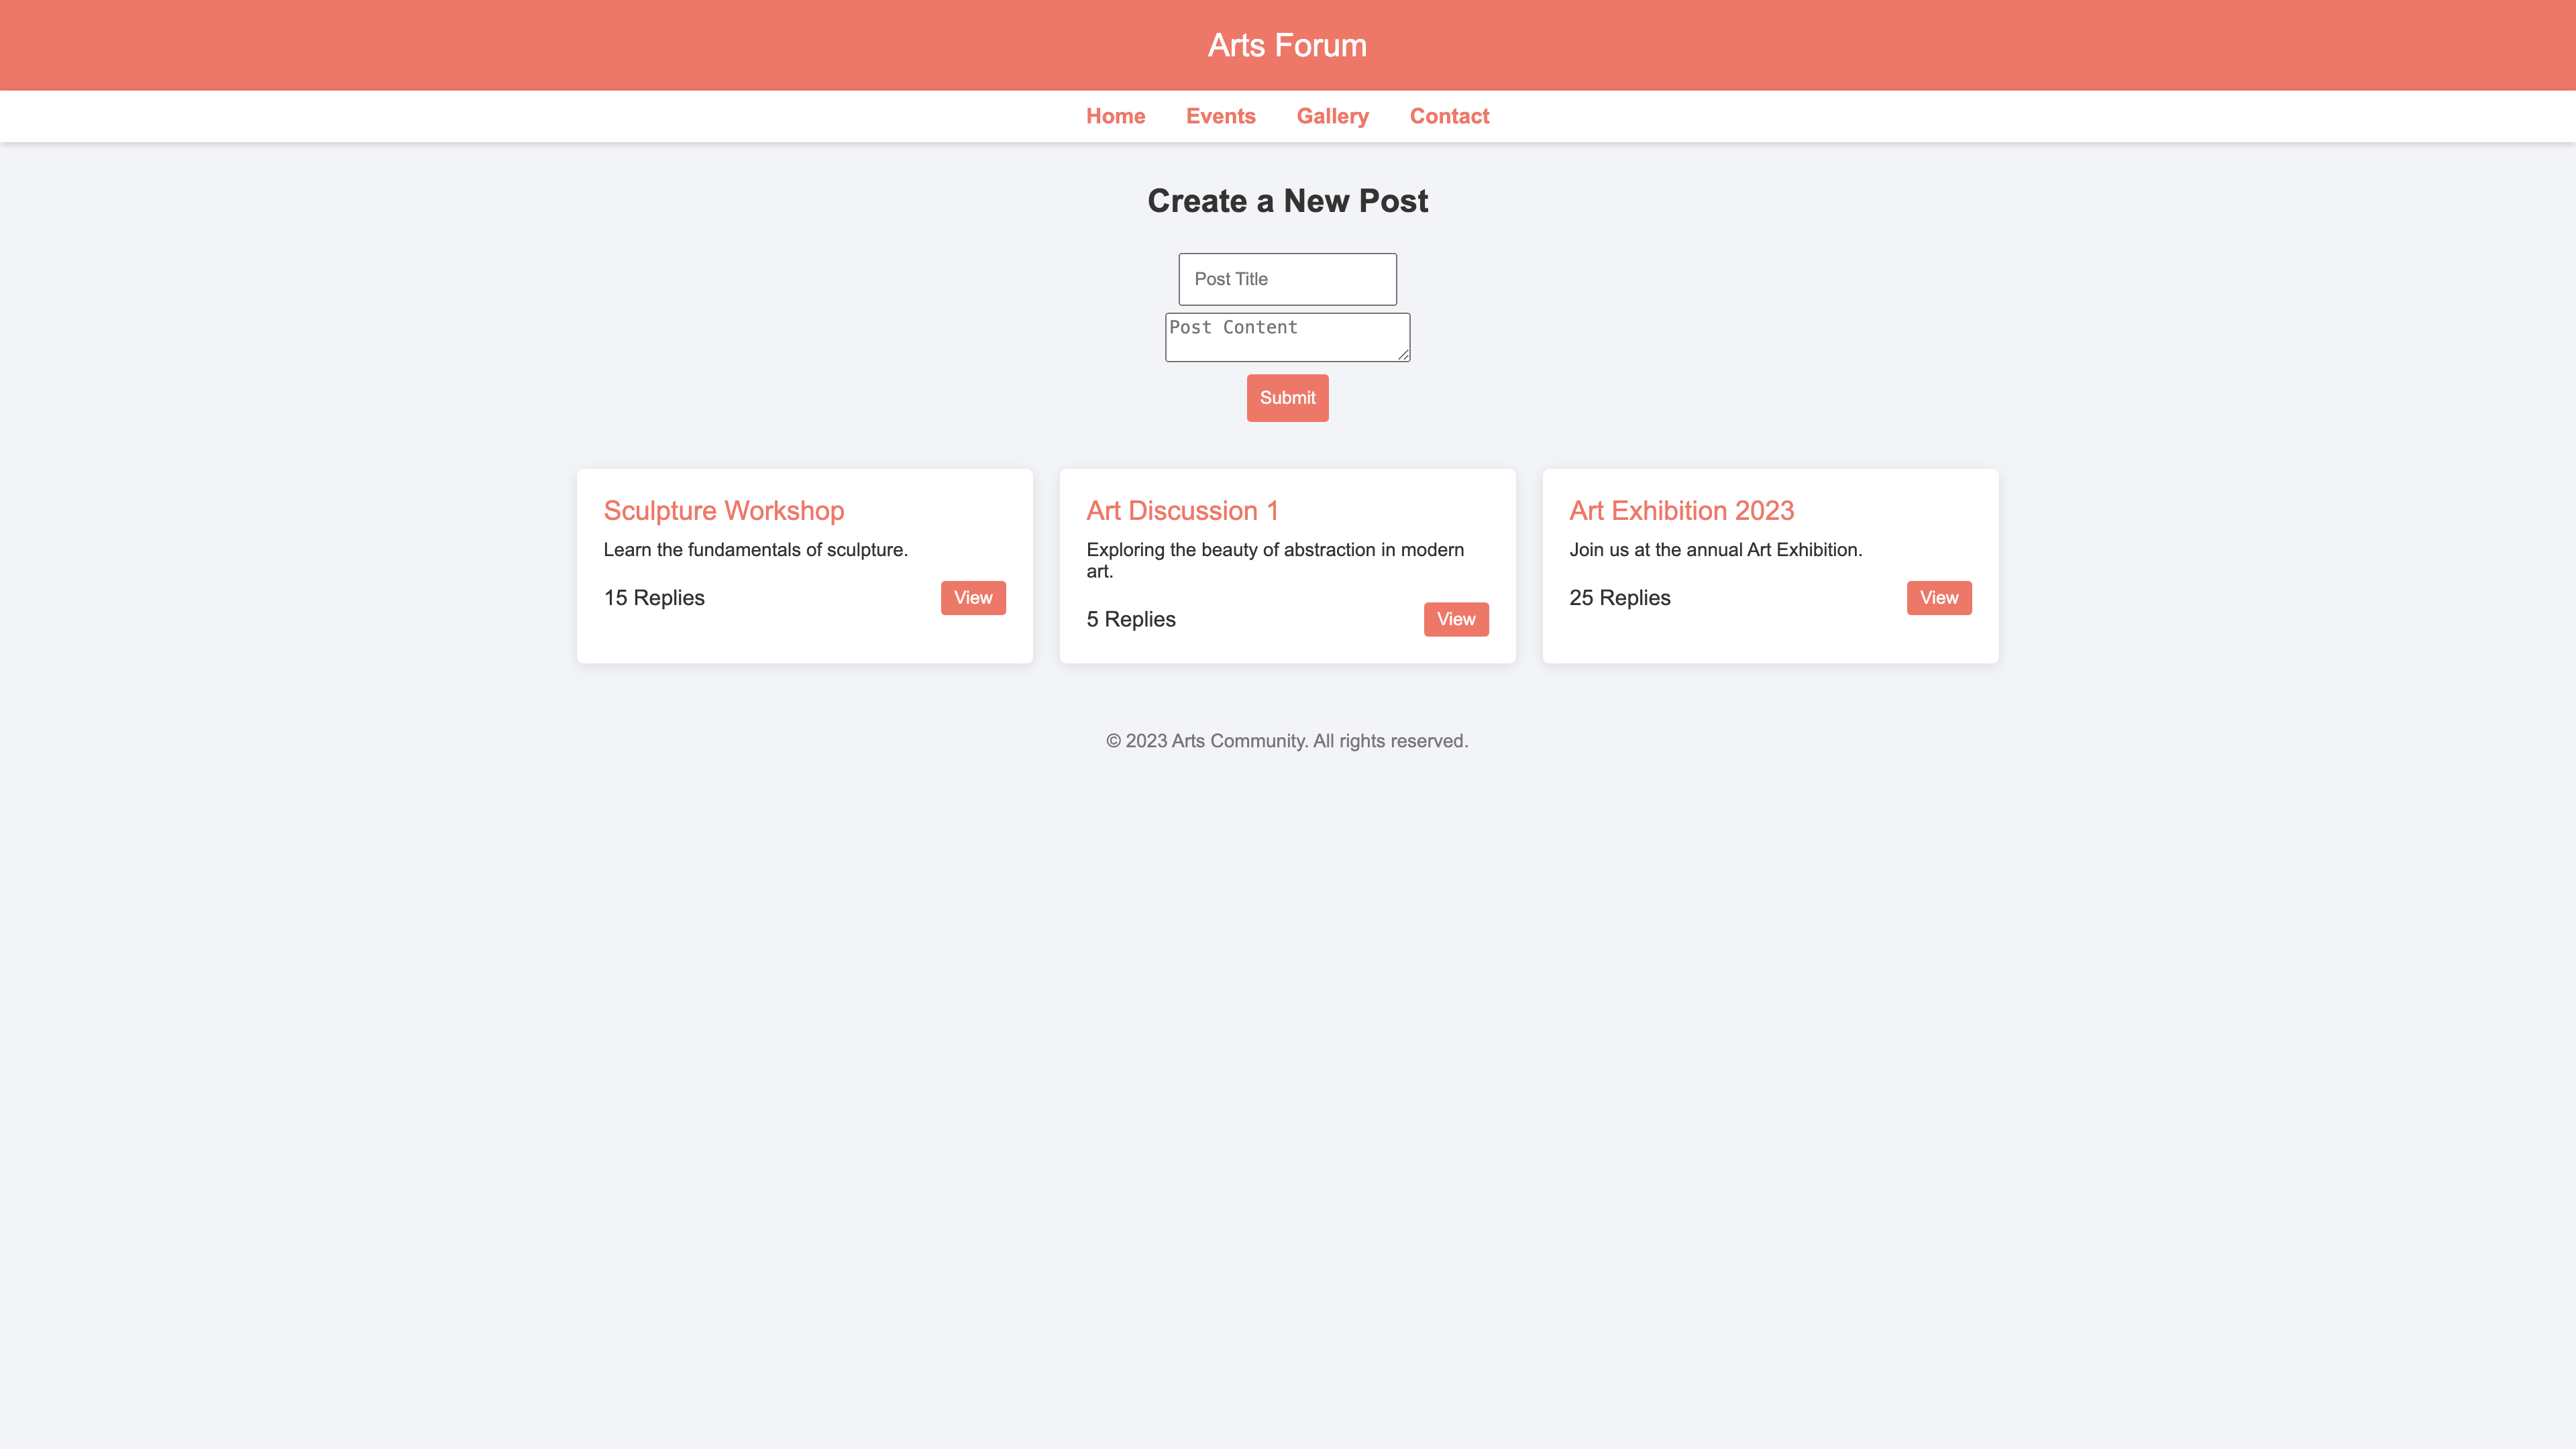 Arts Forum
Home Events Gallery Contact
Create a New Post
Post Title
Post Content
Submit
Sculpture Workshop
Learn the fundamentals of sculpture.
15 Replies View
Art Discussion 1
Exploring the beauty of abstraction in modern
art.
5 Replies View
Art Exhibition 2023
Join us at the annual Art Exhibition.
25 Replies View
© 2023 Arts Community. All rights reserved.